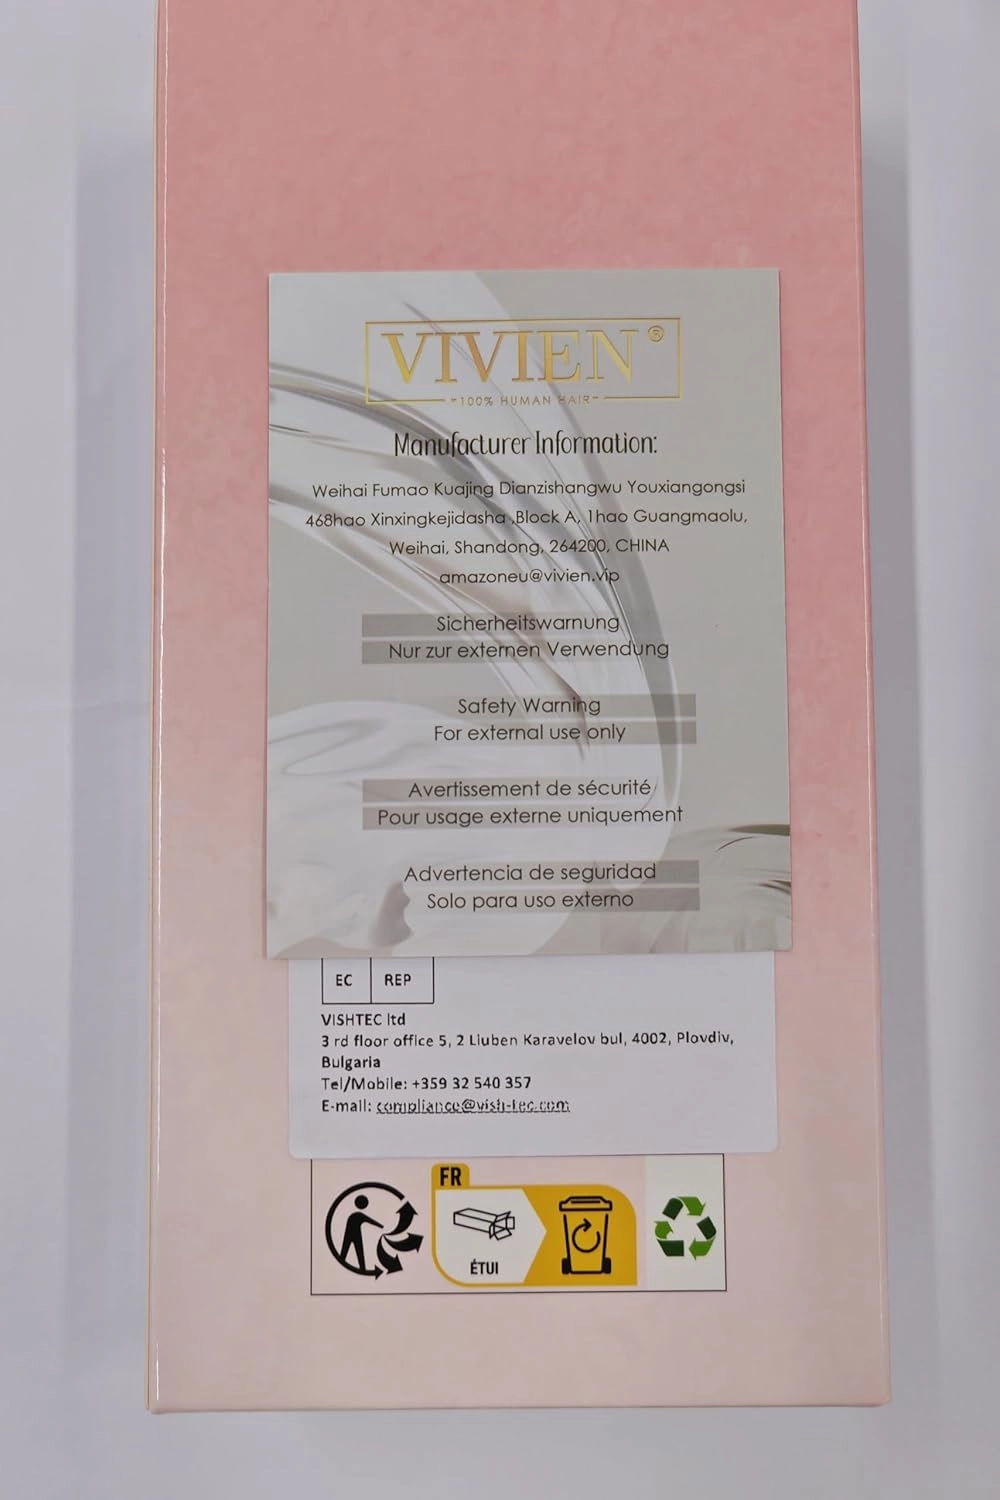 VIVIEN®
100% HUMAN HAIR
Manufacturer Information:
Weihai Fumao Kuajing Dianzishangwu Youxiangongsi
468hao Xinxingkejidasha ,Block A, 1hao Guangmaolu,
Weihai, Shandong, 264200, CHINA
amazoneu@vivien.vip
Sicherheitswarnung
Nur zur externen Verwendung
Safety Warning
For external use only
Avertissement de sécurité
Pour usage externe uniquement
Advertencia de seguridad
Solo para uso externo
EC REP
VISHTEC ltd
3 rd floor office 5, 2 Liuben Karavelov bul, 4002, Plovdiv,
Bulgaria
Tel/Mobile: +359 32 540 357
E-mail: compliance@vish-tec.com
FR
ÉTUI